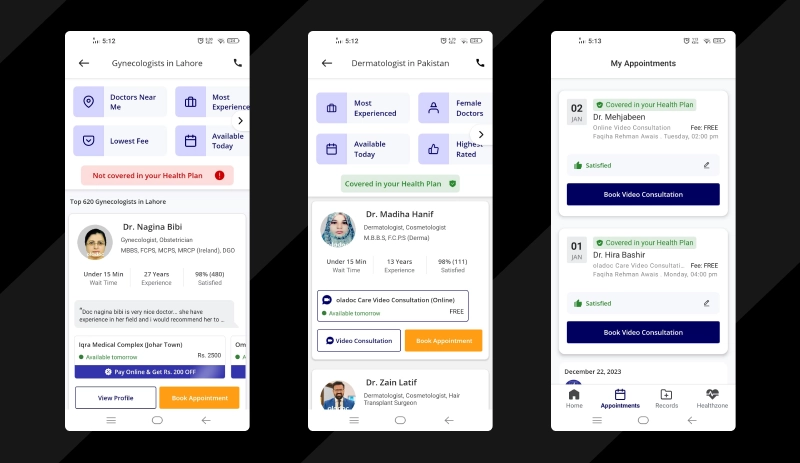 5:12
Gynecologists in Lahore
Doctors Near
Me
Most
Experience
Lowest Fee
Available
Today
Not covered in your Health Plan
Top 620 Gynecologists in Lahore
Dr. Nagina Bibi
Gynecologist, Obstetrician
MBBS, FCPS, MCPS, MRCP (Ireland), DGO
Under 15 Min
Wait Time
27 Years
Experience
98% (480)
Satisfied
"Doc nagina bibi is very nice doctor... she have
experience in her field and i would recommend her to ...
Iqra Medical Complex (Johar Town)
Available tomorrow
Rs. 2500
Om
A
Pay Online & Get Rs. 200 OFF
View Profile
Book Appointment
5:12
Dermatologist in Pakistan
Most
Experienced
Female
Doctors
Available
Today
Highest
Rated
Covered in your Health Plan
Dr. Madiha Hanif
Dermatologist, Cosmetologist
M.B.B.S, F.C.P.S (Derma)
Under 15 Min
Wait Time
13 Years
Experience
98% (111)
Satisfied
oladoc Care Video Consultation (Online)
Available tomorrow
FREE
Video Consultation
Book Appointment
Dr. Zain Latif
Dermatologist, Cosmetologist, Hair
Transplant Surgeon
5:13
My Appointments
02
JAN
Covered in your Health Plan
Dr. Mehjabeen
Online Video Consultation
Fee: FREE
Faqiha Rehman Awais . Tuesday, 02:00 pm
Satisfied
Book Video Consultation
01
JAN
Covered in your Health Plan
Dr. Hira Bashir
oladoc Care Video Consultati...
Fee: FREE
Faqiha Rehman Awais . Monday, 04:00 pm
Satisfied
Book Video Consultation
December 22, 2023
Home
Appointments
Records
Healthzone